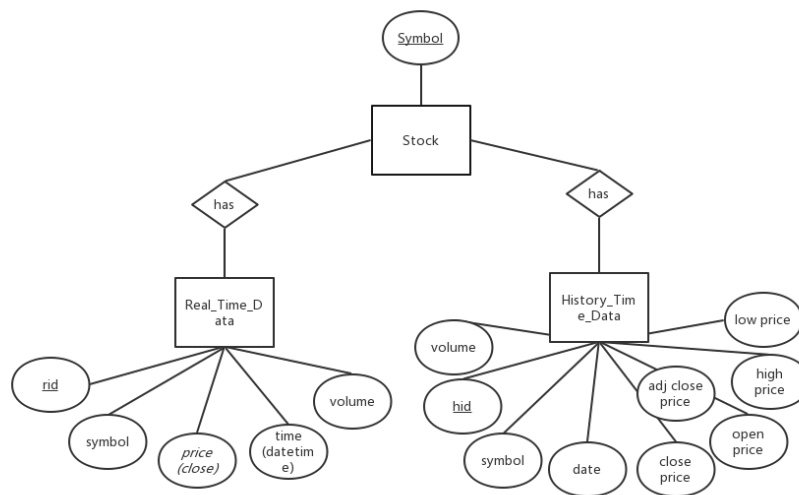 Symbol
Stock
has
has
Real_Time_D
ata
History_Tim
e_Data
low price
volume
rid
volume
hid
adj close
price
high
price
symbol
price
(close)
time
(datetim
e)
symbol
date
close
price
open
price